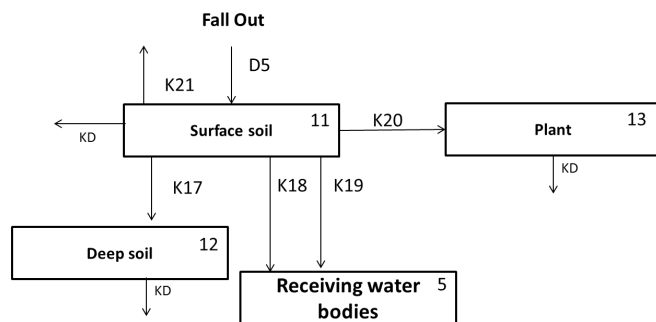 Fall Out
D5
K21
11
Surface soil
KD
K20
13
Plant
KD
K17
K18
K19
12
Deep soil
KD
5
Receiving water
bodies